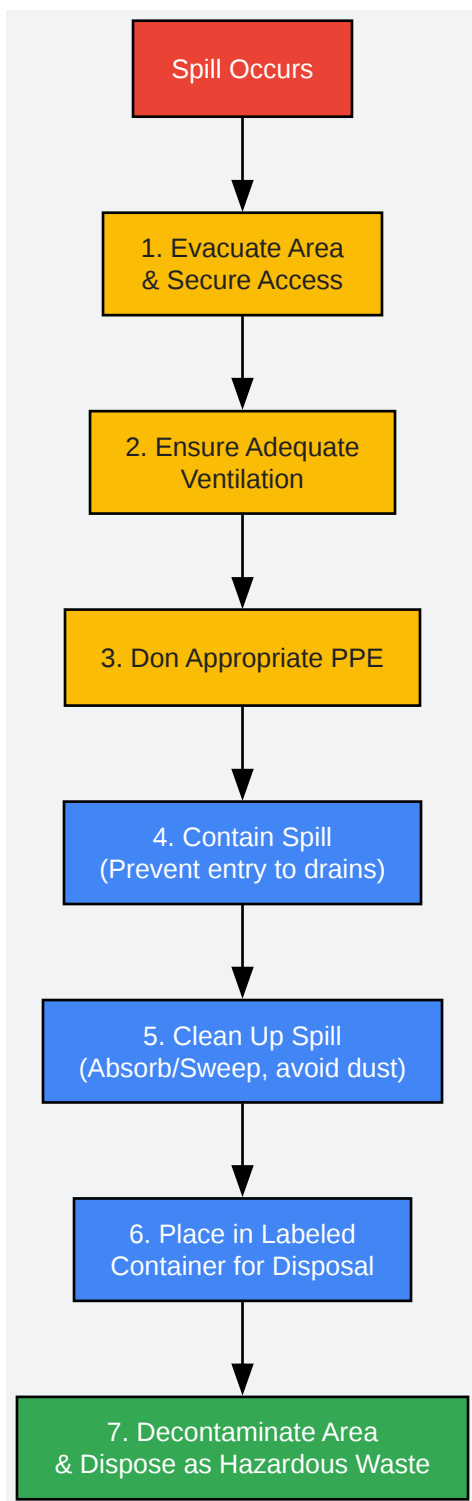 Spill Occurs
1. Evacuate Area
& Secure Access
2. Ensure Adequate
Ventilation
3. Don Appropriate PPE
4. Contain Spill
(Prevent entry to drains)
5. Clean Up Spill
(Absorb/Sweep, avoid dust)
6. Place in Labeled
Container for Disposal
7. Decontaminate Area
& Dispose as Hazardous Waste